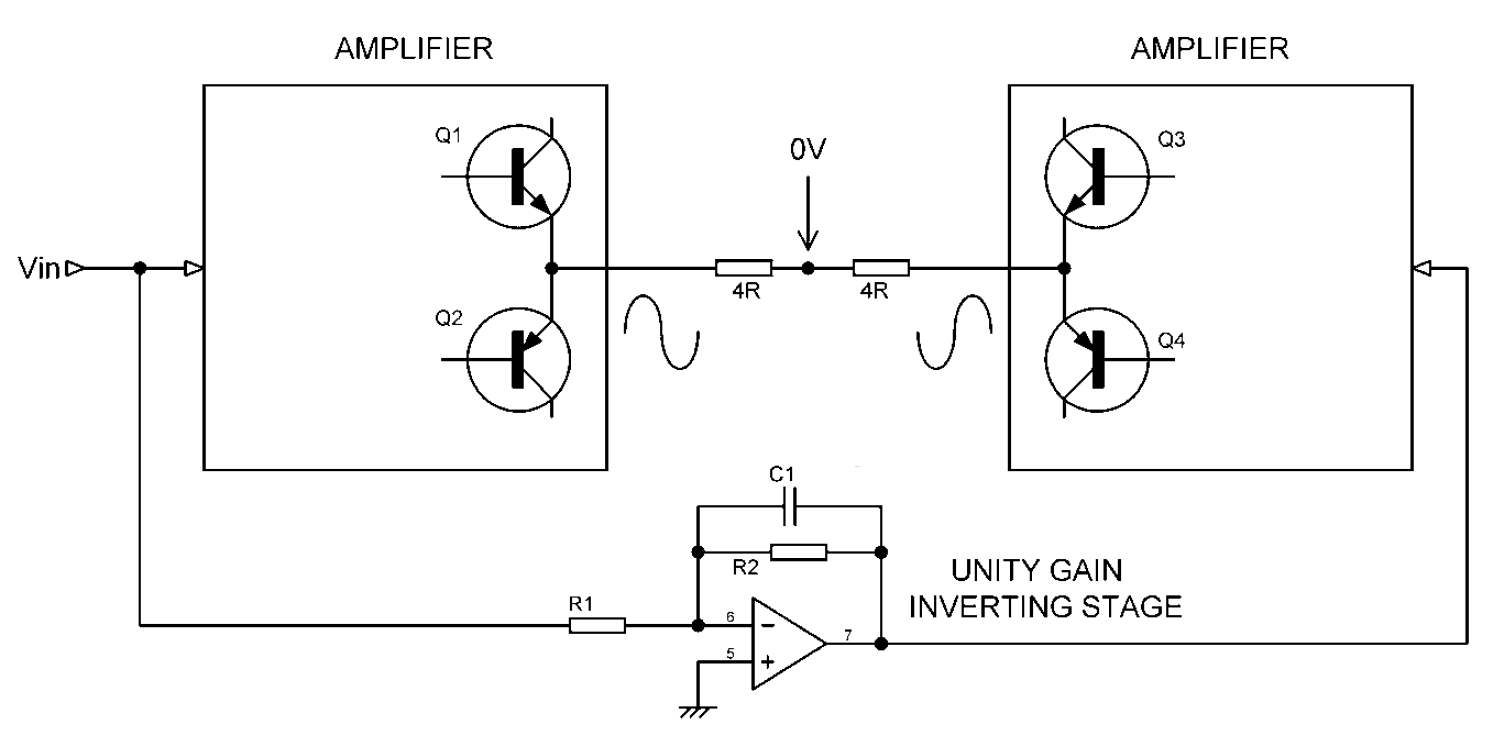 AMPLIFIER
AMPLIFIER
Q1
Q3
0V
Vin
4R
4R
Q2
Q4
C1
R2
UNITY GAIN
INVERTING STAGE
R1
6
7
5